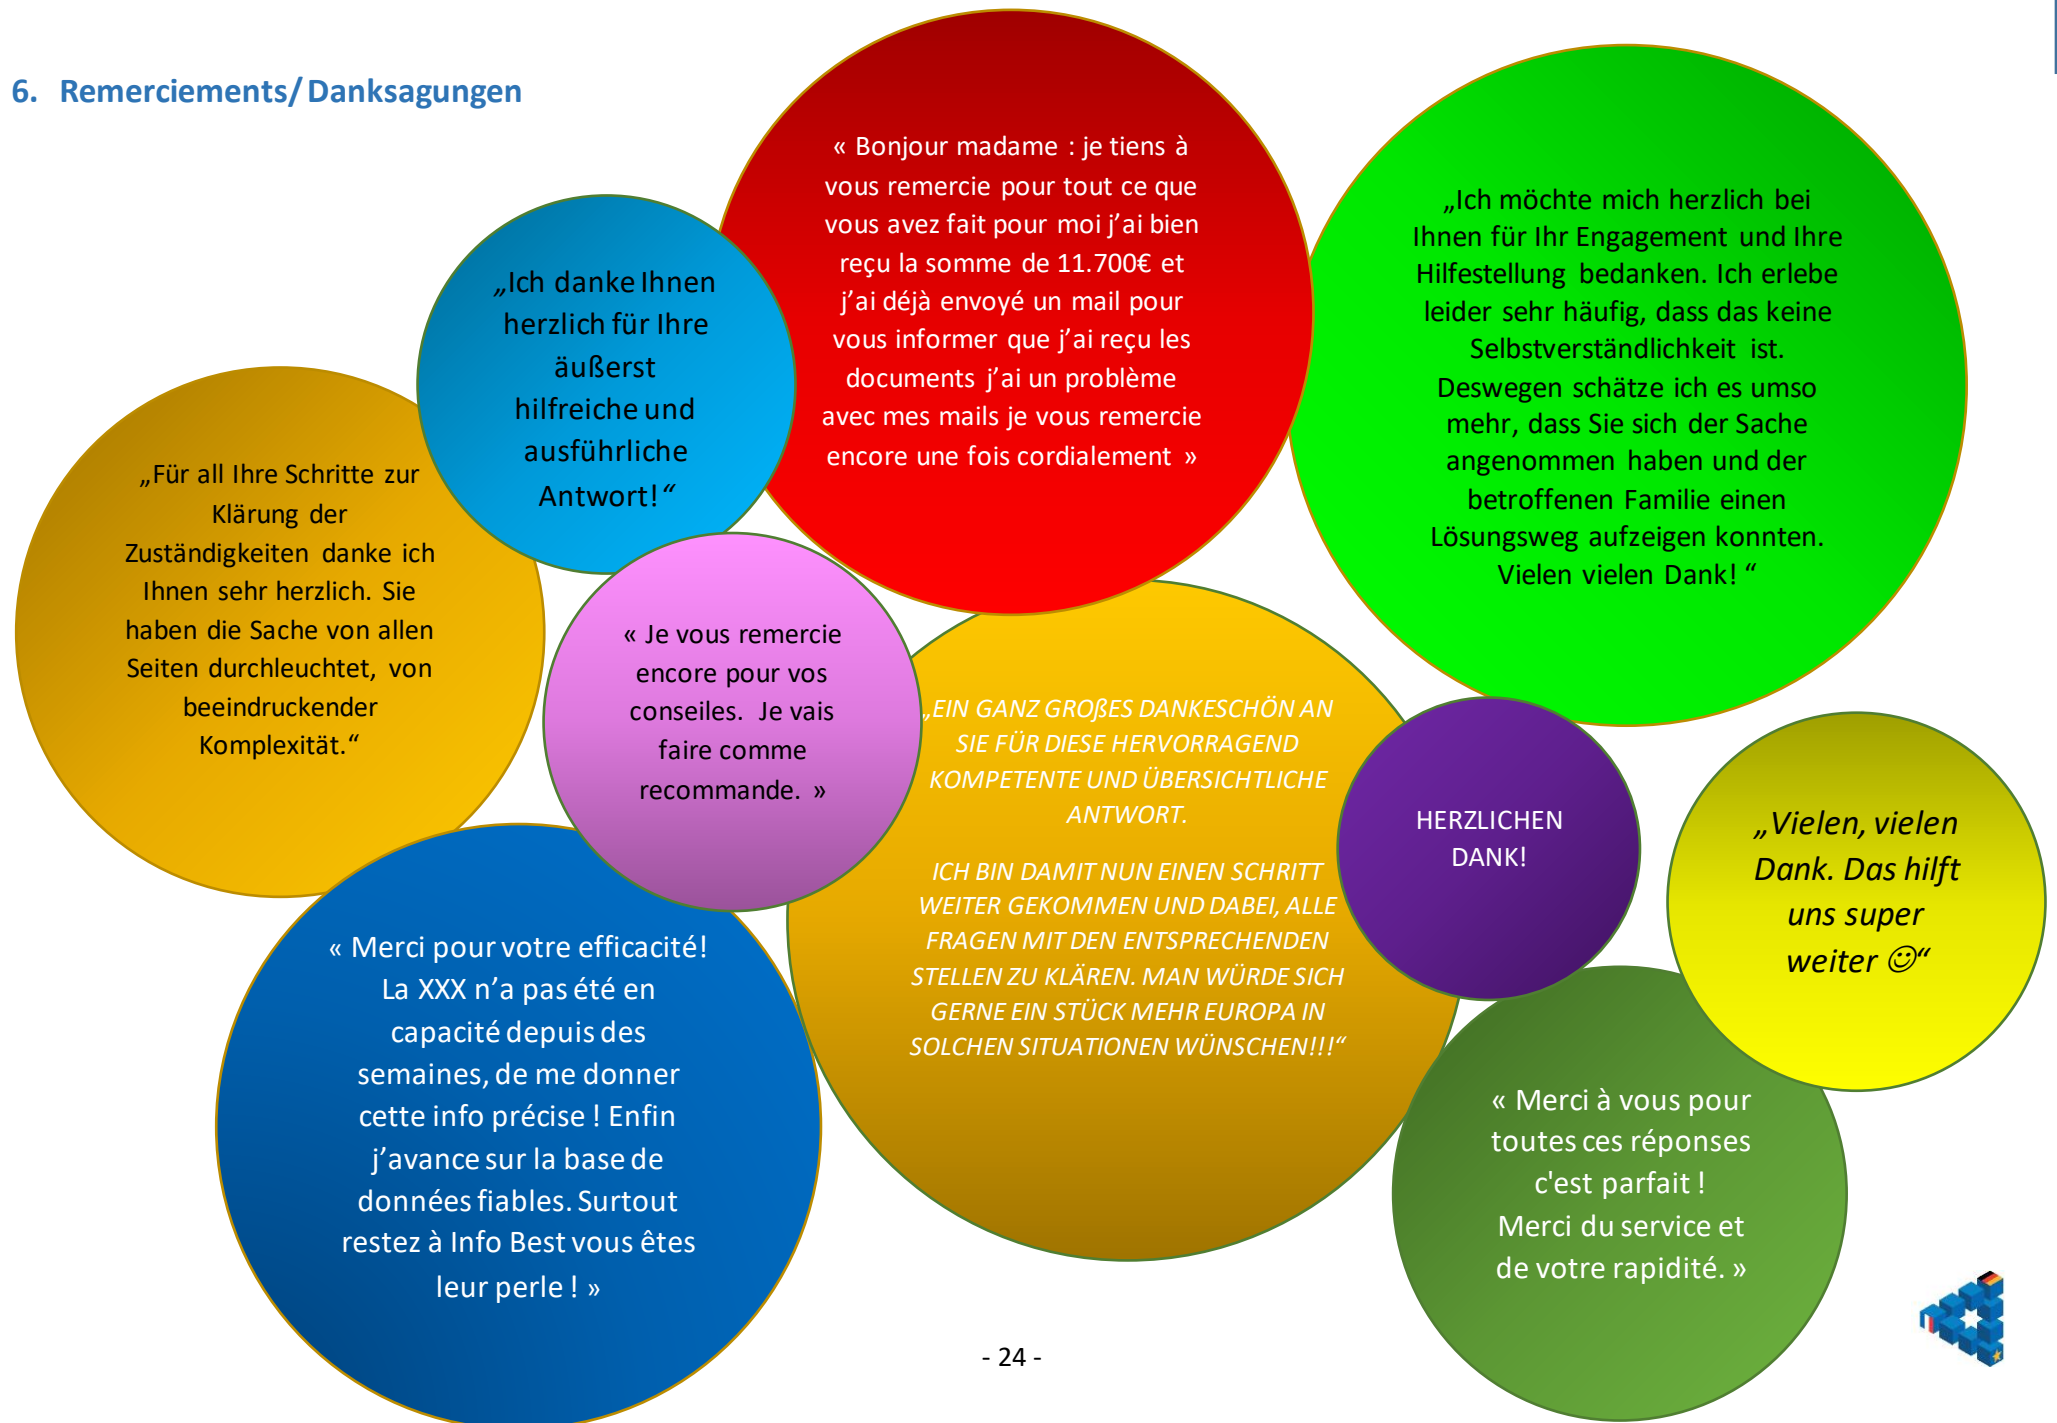 6. Remerciements/ Danksagungen
« Bonjour madame : je tiens à
vous remercie pour tout ce que
vous avez fait pour moi j’ai bien
reçu la somme de 11.700€ et
j’ai déjà envoyé un mail pour
vous informer que j’ai reçu les
documents j’ai un problème
avec mes mails je vous remercie
encore une fois cordialement »
„Ich möchte mich herzlich bei
Ihnen für Ihr Engagement und Ihre
Hilfestellung bedanken. Ich erlebe
leider sehr häufig, dass das keine
Selbstverständlichkeit ist.
Deswegen schätze ich es umso
mehr, dass Sie sich der Sache
angenommen haben und der
betroffenen Familie einen
Lösungsweg aufzeigen konnten.
Vielen vielen Dank! “
„Ich danke Ihnen
herzlich für Ihre
äußerst
hilfreiche und
ausführliche
Antwort!“
„Für all Ihre Schritte zur
Klärung der
Zuständigkeiten danke ich
Ihnen sehr herzlich. Sie
haben die Sache von allen
Seiten durchleuchtet, von
beeindruckender
Komplexität.“
« Je vous remercie
encore pour vos
conseiles. Je vais
faire comme
recommande. »
„EIN GANZ GROßES DANKESCHÖN AN
SIE FÜR DIESE HERVORRAGEND
KOMPETENTE UND ÜBERSICHTLICHE
ANTWORT.
ICH BIN DAMIT NUN EINEN SCHRITT
WEITER GEKOMMEN UND DABEI, ALLE
FRAGEN MIT DEN ENTSPRECHENDEN
STELLEN ZU KLÄREN. MAN WÜRDE SICH
GERNE EIN STÜCK MEHR EUROPA IN
SOLCHEN SITUATIONEN WÜNSCHEN!!!“
HERZLICHEN
DANK!
„Vielen, vielen
Dank. Das hilft
uns super
weiter ☺“
« Merci pour votre efficacité!
La XXX n’a pas été en
capacité depuis des
semaines, de me donner
cette info précise ! Enfin
j’avance sur la base de
données fiables. Surtout
restez à Info Best vous êtes
leur perle ! »
« Merci à vous pour
toutes ces réponses
c'est parfait !
Merci du service et
de votre rapidité. »
- 24 -